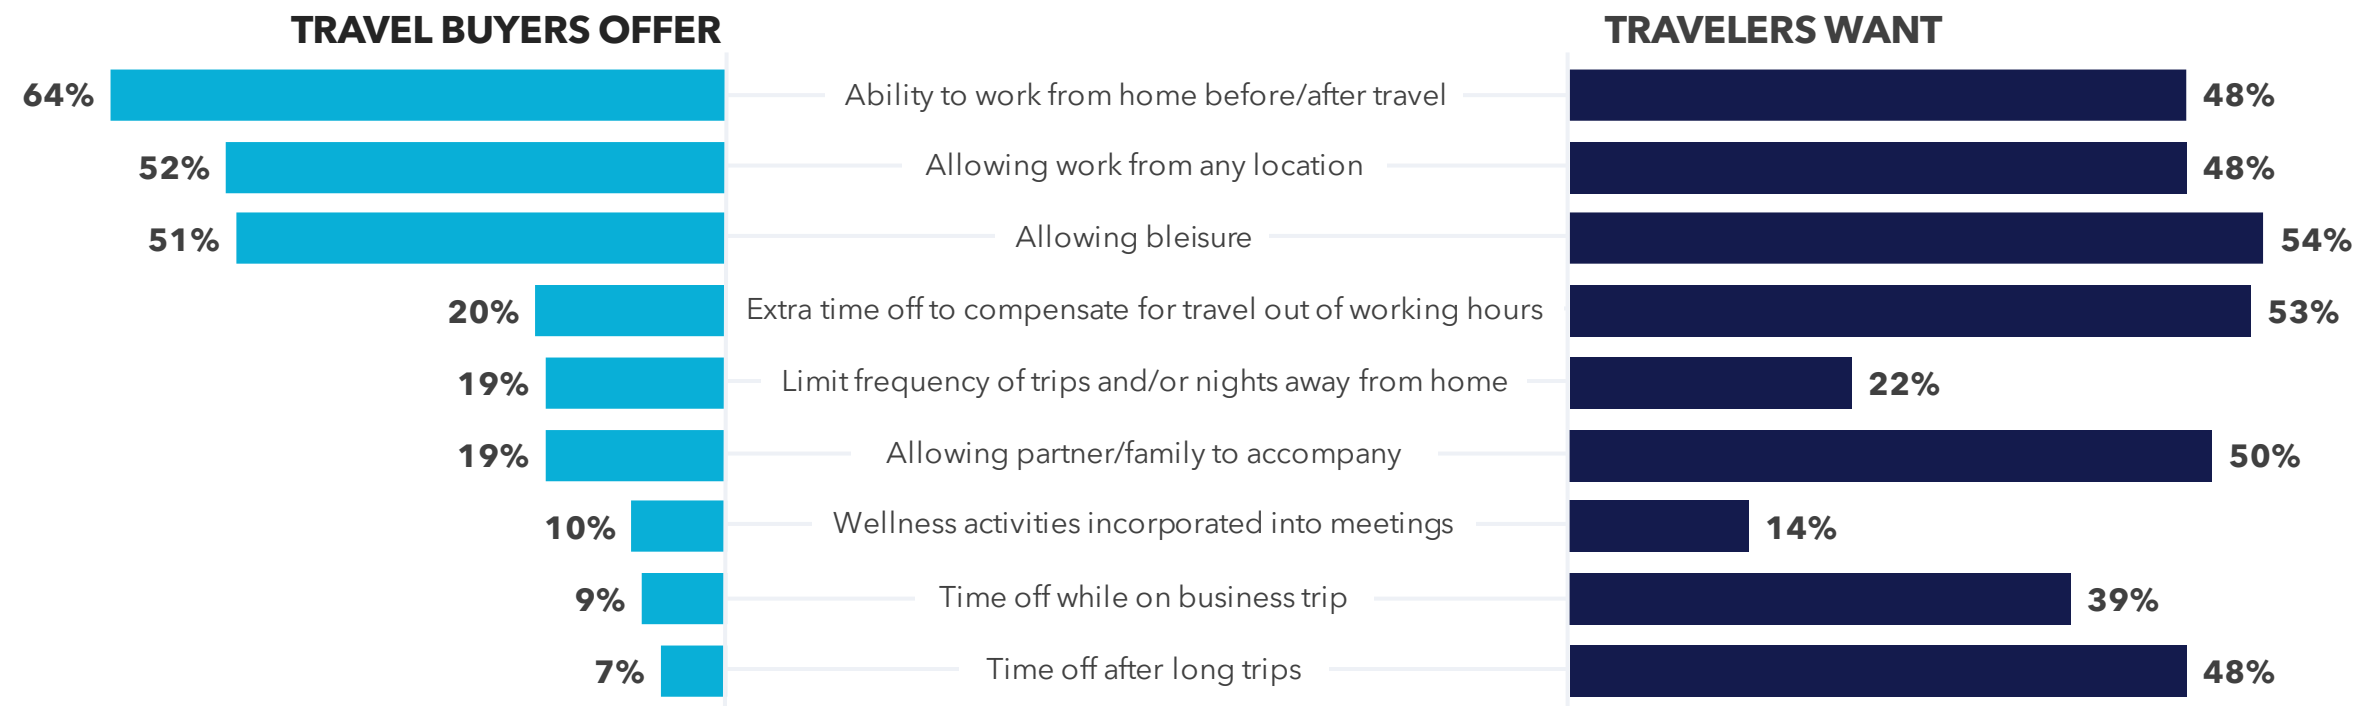 TRAVEL BUYERS OFFER TRAVELERS WANT
64% Ability to work from home before/after travel 48%
52% Allowing work from any location 48%
51% Allowing bleisure 54%
20% Extra time off to compensate for travel out of working hours 53%
19% Limit frequency of trips and/or nights away from home 22%
19% Allowing partner/family to accompany 50%
10% Wellness activities incorporated into meetings 14%
9% Time off while on business trip 39%
7% Time off after long trips 48%